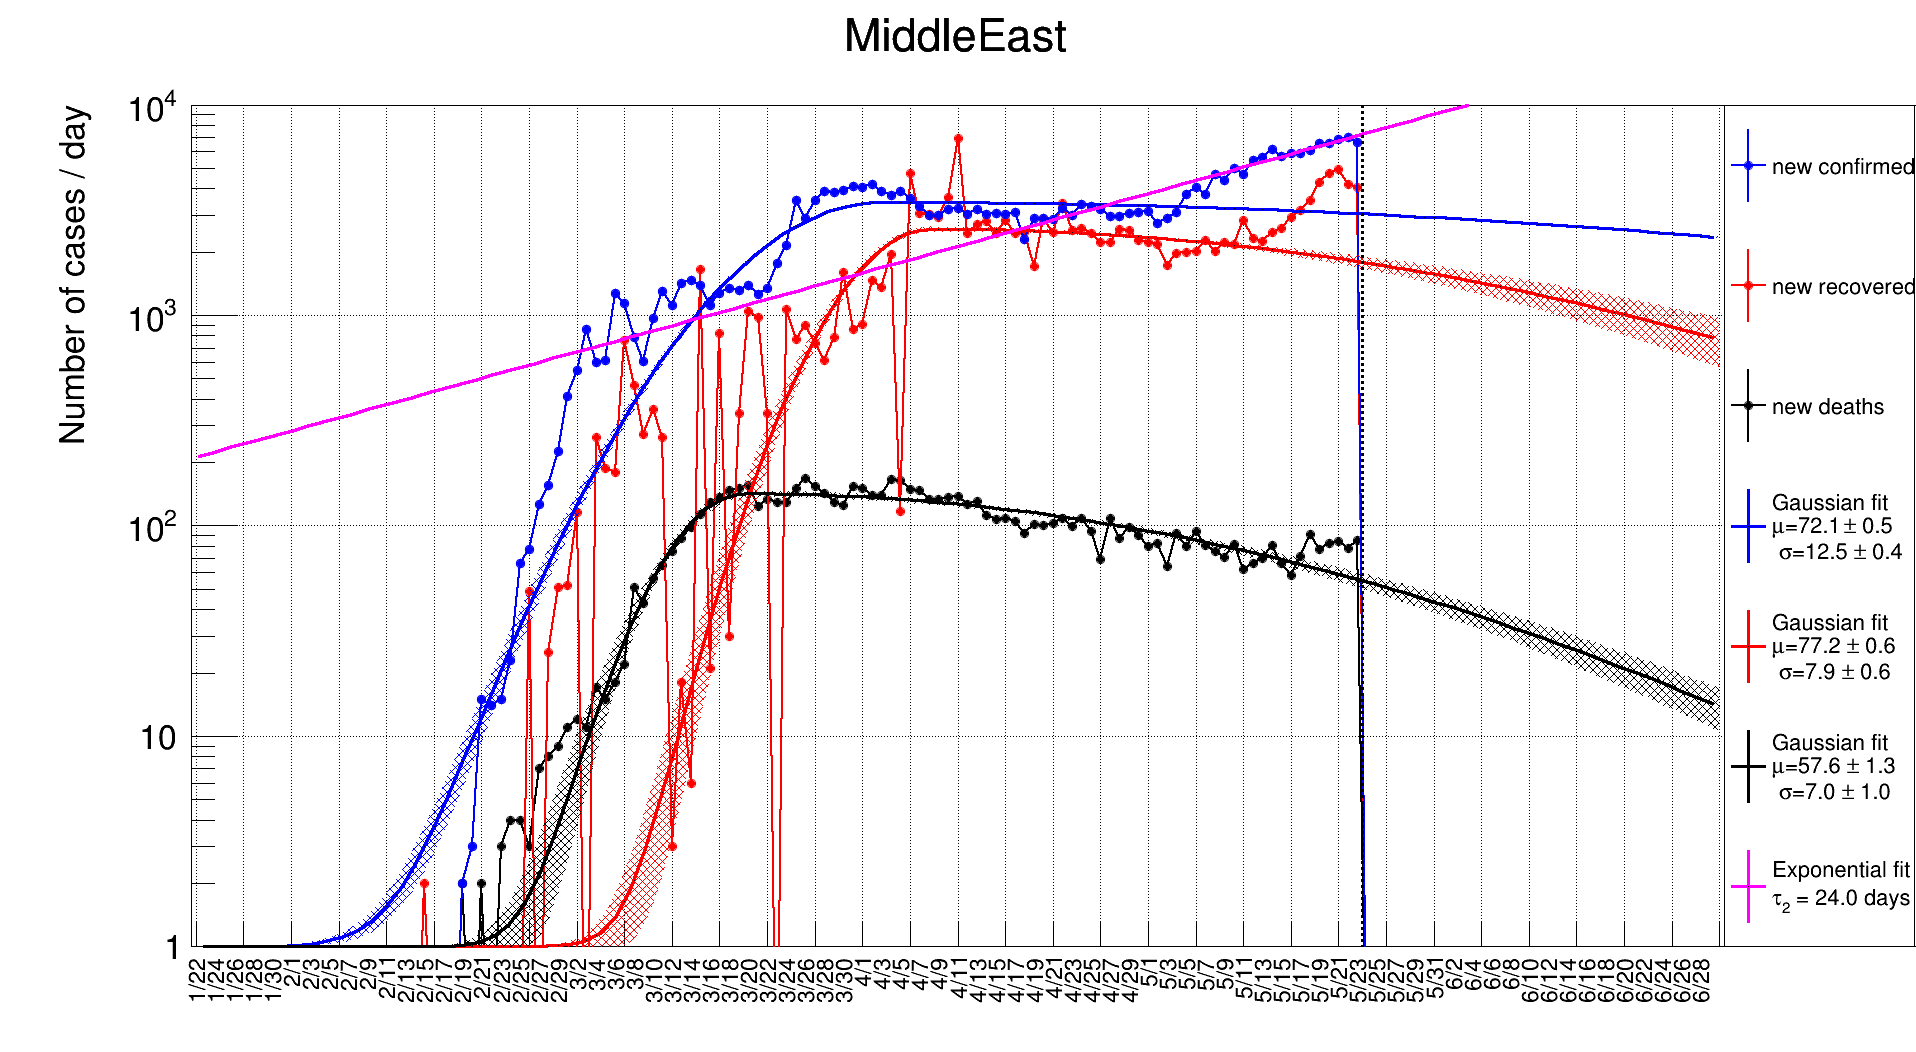 MiddleEast
Number of cases / day
10^4
10^3
10^2
10
1
1/22 1/24 1/26 1/28 1/30 2/1 2/3 2/5 2/7 2/9 2/11 2/13 2/15 2/17 2/19 2/21 2/23 2/25 2/27 2/29 3/2 3/4 3/6 3/8 3/10 3/12 3/14 3/16 3/18 3/20 3/22 3/24 3/26 3/28 3/30 4/1 4/3 4/5 4/7 4/9 4/11 4/13 4/15 4/17 4/19 4/21 4/23 4/25 4/27 4/29 5/1 5/3 5/5 5/7 5/9 5/11 5/13 5/15 5/17 5/19 5/21 5/23 5/25 5/27 5/29 5/31 6/2 6/4 6/6 6/8 6/10 6/12 6/14 6/16 6/18 6/20 6/22 6/24 6/26 6/28
new confirmed
new recovered
new deaths
Gaussian fit
μ=72.1 ± 0.5
σ=12.5 ± 0.4
Gaussian fit
μ=77.2 ± 0.6
σ=7.9 ± 0.6
Gaussian fit
μ=57.6 ± 1.3
σ=7.0 ± 1.0
Exponential fit
τ₂ = 24.0 days